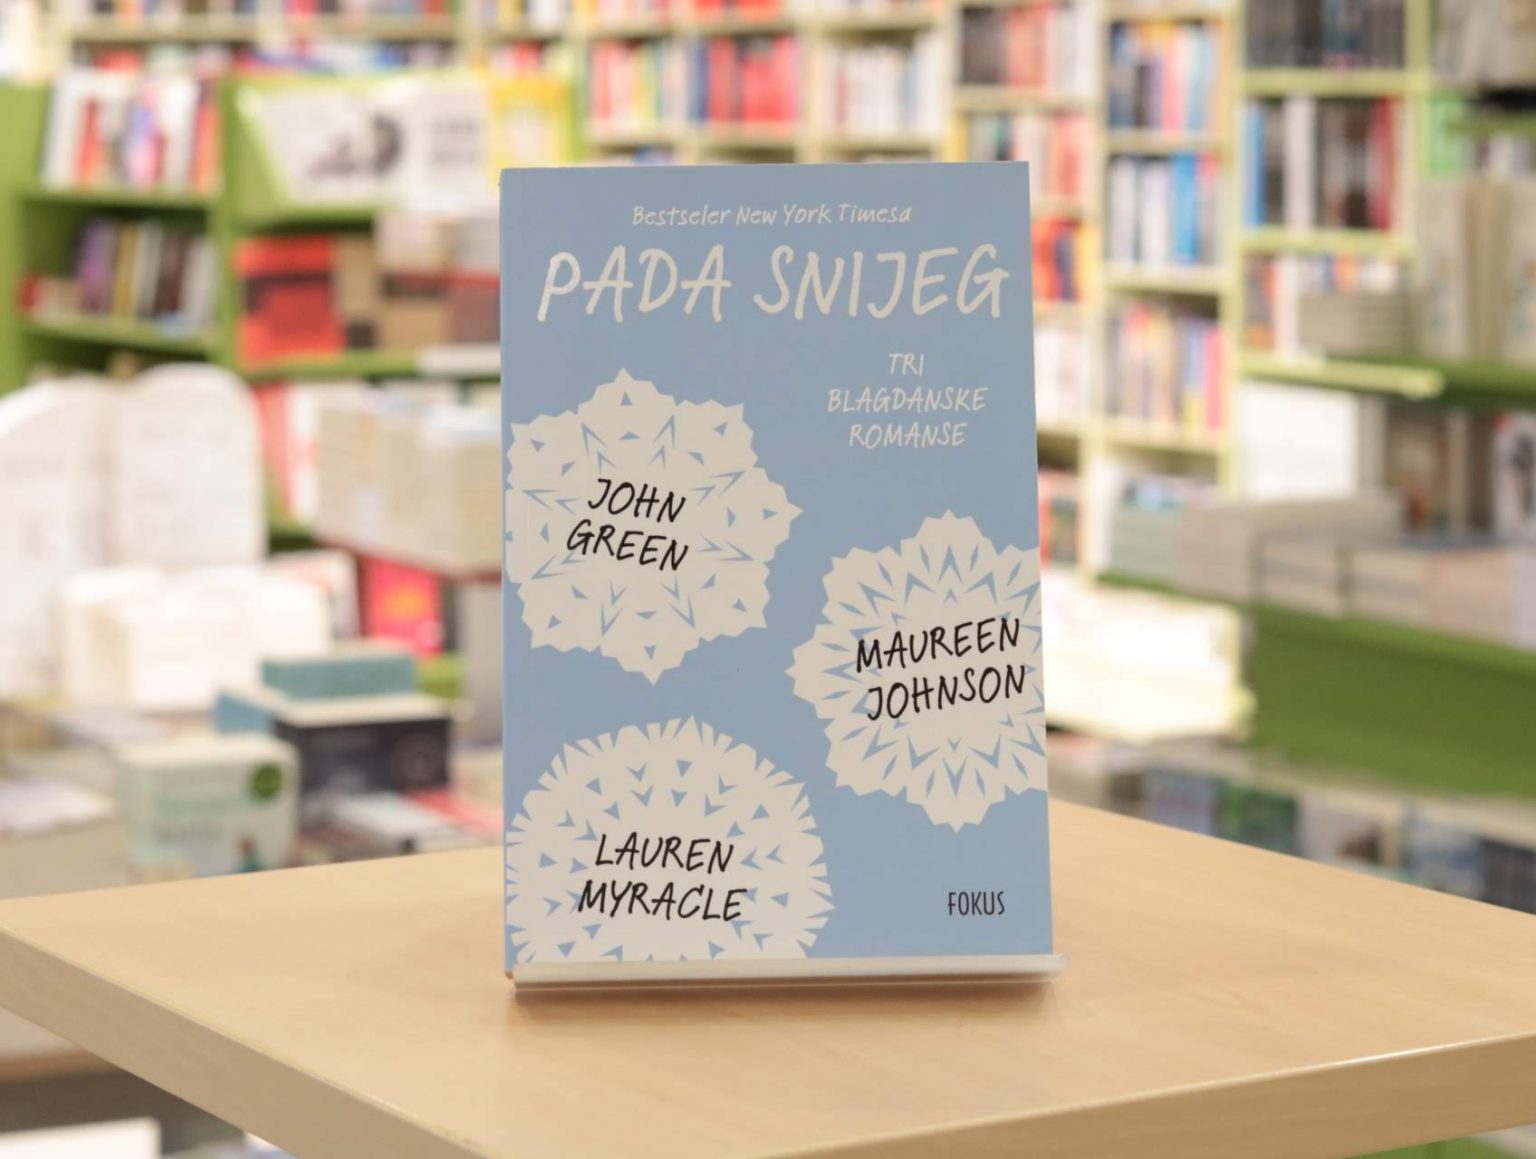 Bestseler New York Timesa
PADA SNIJEG
TRI
BLAGDANSKE
ROMANSE
JOHN
GREEN
MAUREEN
JOHNSON
LAUREN
MYRACLE
FOKUS